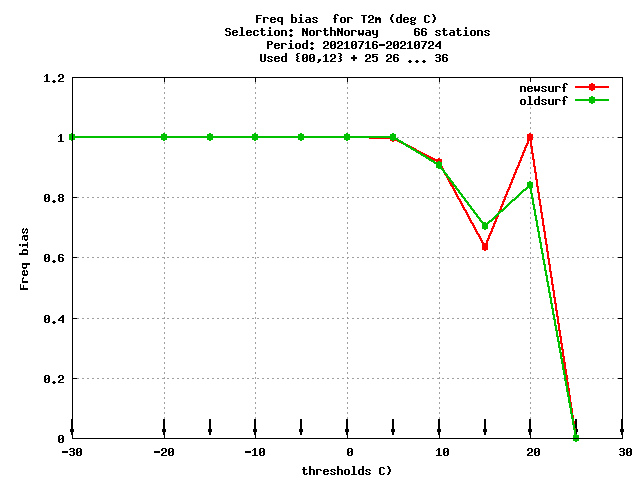 Freq bias  for T2m (deg C)
Selection: NorthNorway     66 stations
Period: 20210716-20210724
Used {00,12} + 25 26 ... 36
newsurf
oldsurf
1.2
1
0.8
0.6
0.4
0.2
0
Freq bias
-30 -20 -10 0 10 20 30
thresholds C)